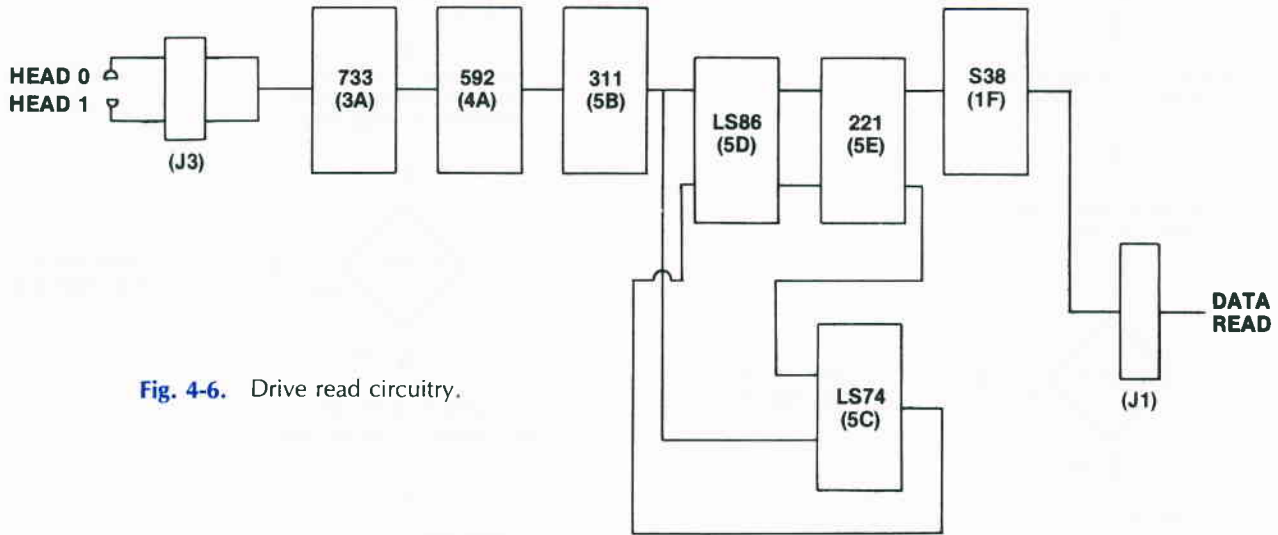 HEAD 0
HEAD 1
(J3)
733
(3A)
592
(4A)
311
(5B)
LS86
(5D)
221
(5E)
S38
(1F)
LS74
(5C)
(J1)
DATA
READ
Fig. 4-6. Drive read circuitry.